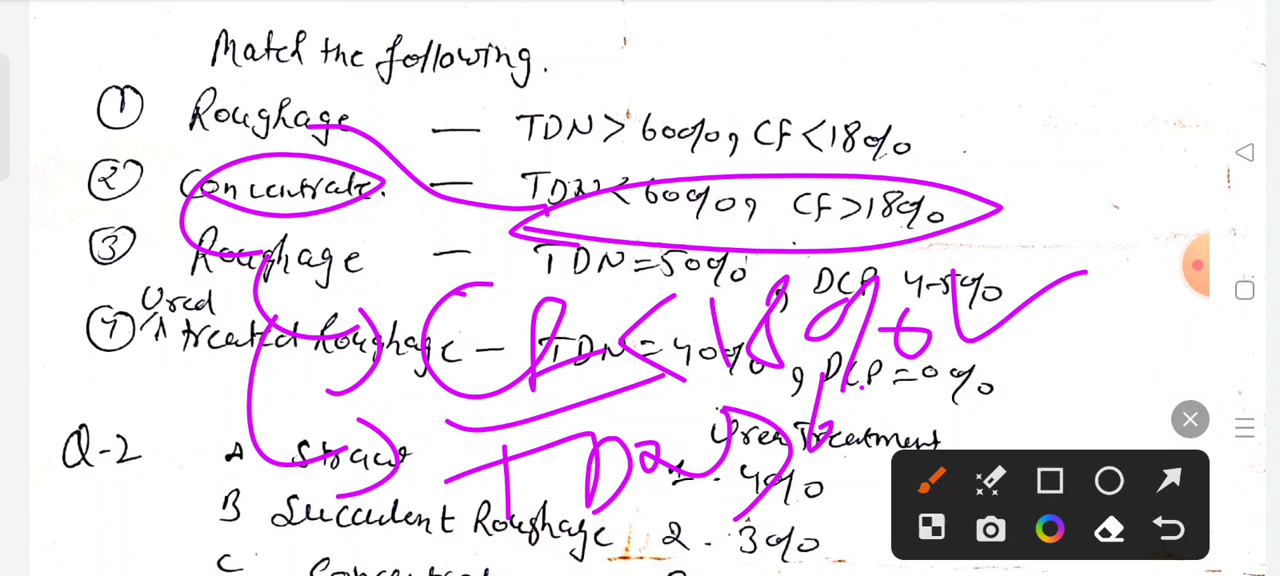 Match the following.
① Roughage — TDN > 60%, CF < 18%
② Concentrate. — TDN < 60%, CF > 18%
③ Roughage — TDN = 50%, DCP 4-5%
Urea
④ ^ treated Roughage — TDN = 40%, DCP = 0%
CF < 18%
TDN > 6
Q-2 A Straw
Urea Treatment
1. 4%
B Succulent Roughage 2. 3%
C